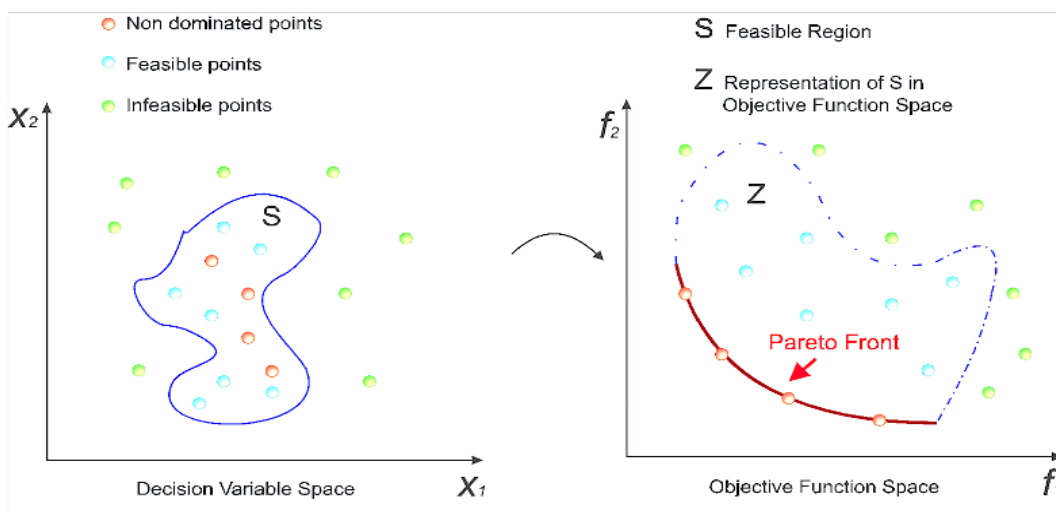 Non dominated points
Feasible points
Infeasible points
X2
S
Decision Variable Space
X1
S Feasible Region
Z Representation of S in
Objective Function Space
f2
Z
Pareto Front
Objective Function Space
f